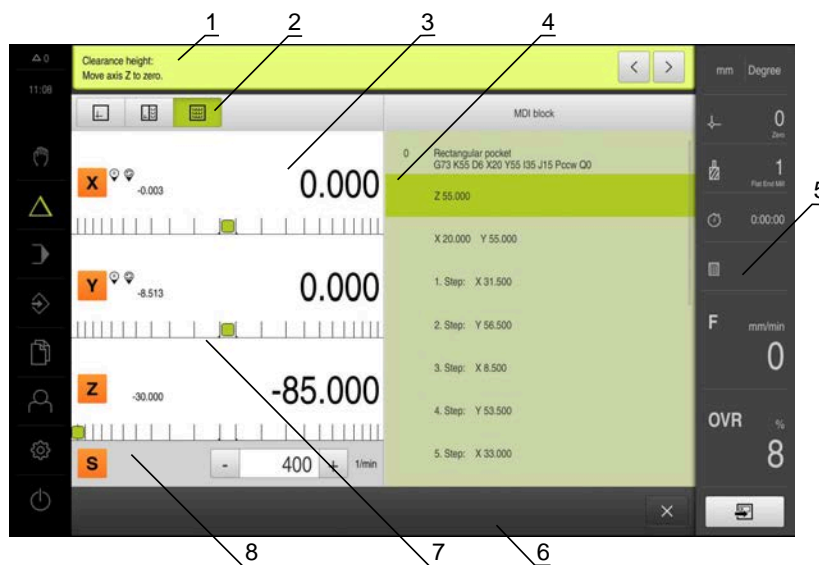 1 2 3 4
△ 0
11:08
Clearance height:
Move axis Z to zero.
< >
mm Degree
MDI block
X -0.003 0.000
Y -8.513 0.000
Z -30.000 -85.000
S - 400 + 1/min
0 Rectangular pocket
G73 K55 D6 X20 Y55 I35 J15 Pccw Q0
Z 55.000
X 20.000 Y 55.000
1. Step: X 31.500
2. Step: Y 56.500
3. Step: X 8.500
4. Step: Y 53.500
5. Step: X 33.000
0
Zero
1
Flat End Mill
0:00:00
5
F mm/min
0
OVR %
8
×
8 7 6